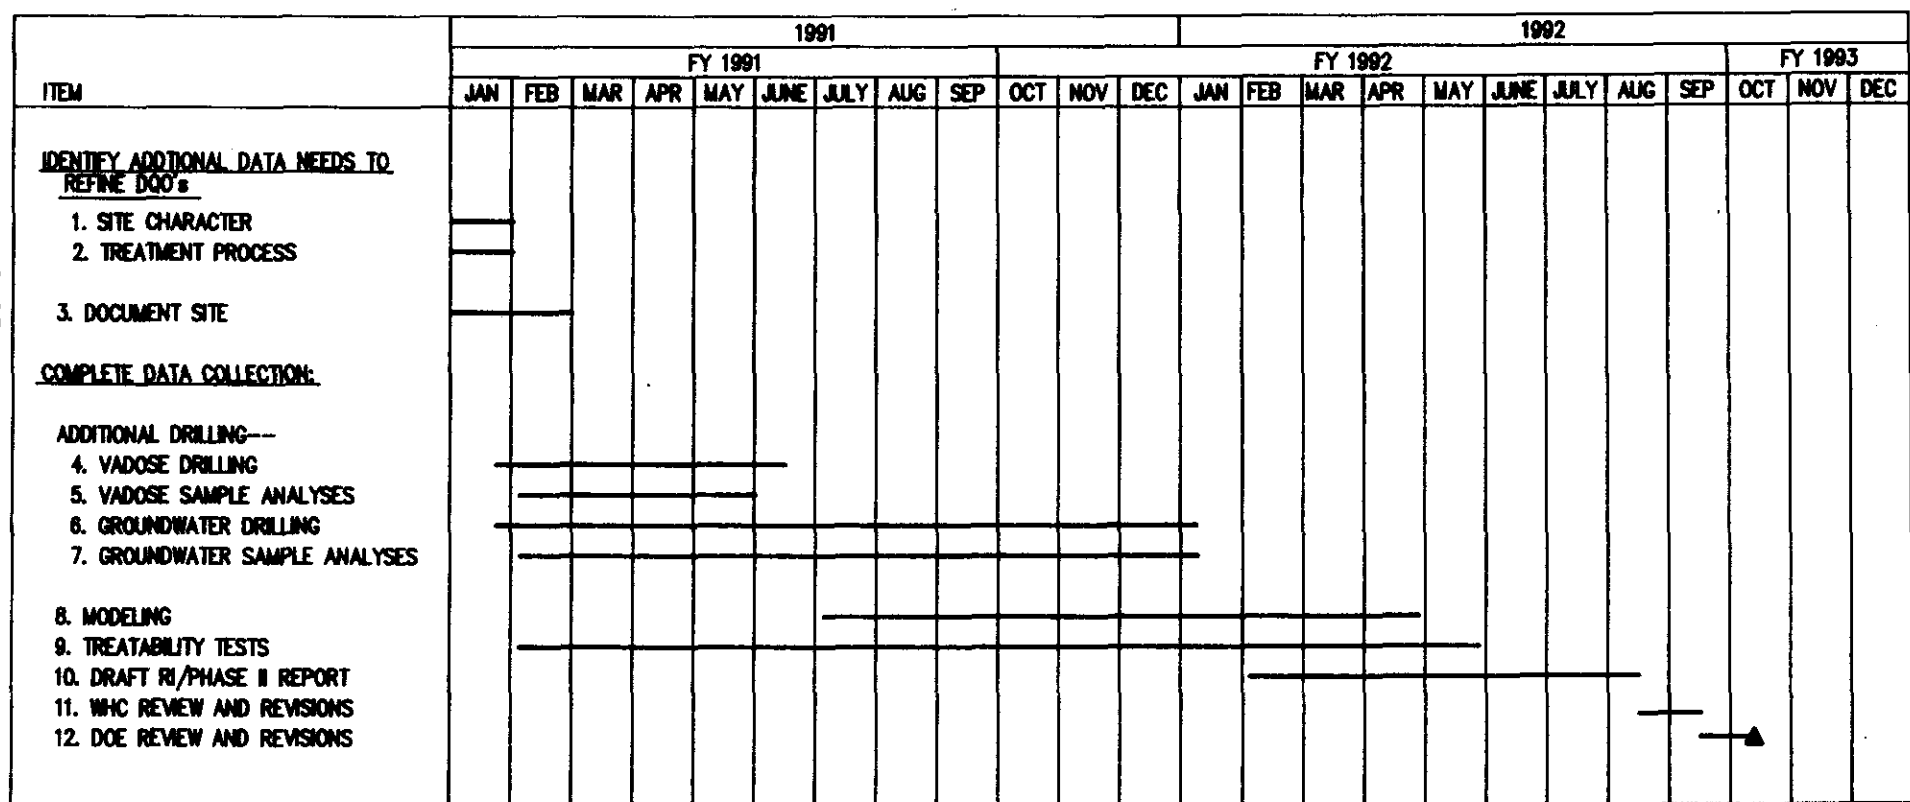 1991 1992
FY 1991 FY 1992 FY 1993
ITEM JAN FEB MAR APR MAY JUNE JULY AUG SEP OCT NOV DEC JAN FEB MAR APR MAY JUNE JULY AUG SEP OCT NOV DEC
IDENTIFY ADDTIONAL DATA NEEDS TO
REFINE DQO's
1. SITE CHARACTER
2. TREATMENT PROCESS
3. DOCUMENT SITE
COMPLETE DATA COLLECTION:
ADDITIONAL DRILLING--
4. VADOSE DRILLING
5. VADOSE SAMPLE ANALYSES
6. GROUNDWATER DRILLING
7. GROUNDWATER SAMPLE ANALYSES
8. MODELING
9. TREATABILITY TESTS
10. DRAFT RI/PHASE II REPORT
11. WHC REVIEW AND REVISIONS
12. DOE REVIEW AND REVISIONS